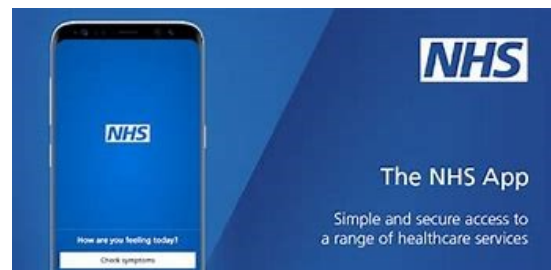 NHS
How are you feeling today?
Check symptoms
NHS
The NHS App
Simple and secure access to
a range of healthcare services